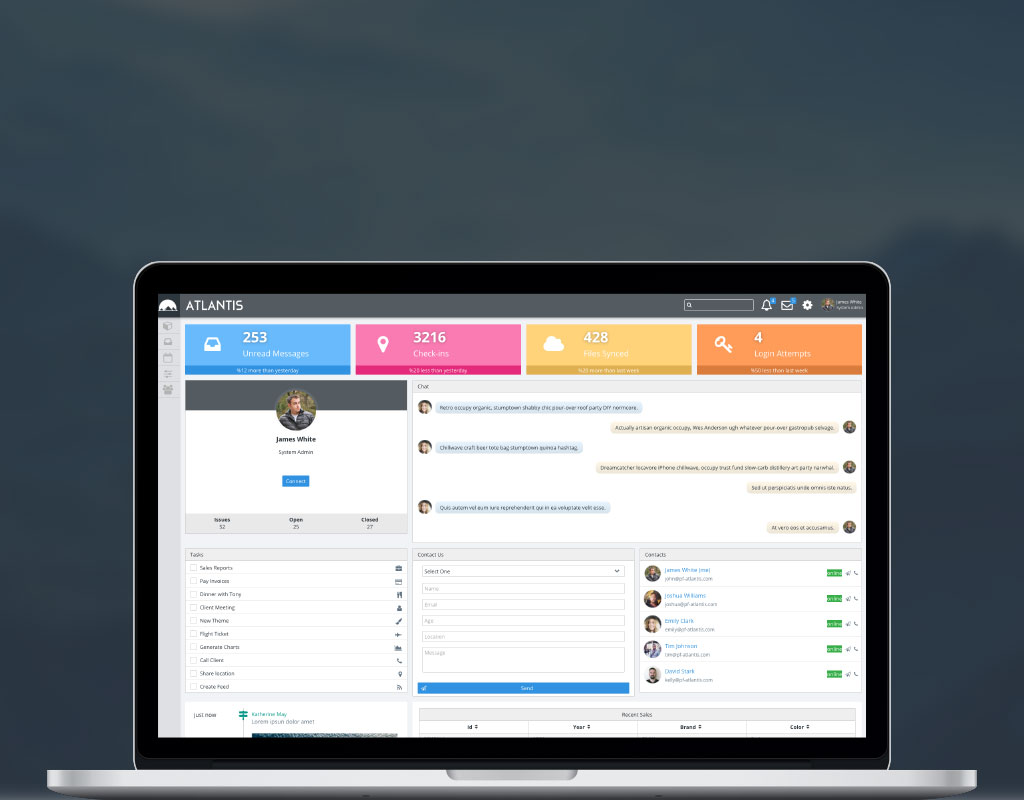 ATLANTIS
James White
253
Unread Messages
%12 more than yesterday
3216
Check-ins
%20 less than yesterday
428
Files Synced
%20 more than last week
4
Login Attempts
%50 less than last week
James White
System Admin
Connect
Issues
52
Open
25
Closed
27
Chat
Retro occupy organic, stumptown shabby chic pour-over roof party DIY normcore.
Actually artisan organic occupy, Wes Anderson ugh whatever pour-over gastropub selvage.
Chillwave craft beer tote bag stumptown quinoa hashtag.
Dreamcatcher locavore iPhone chillwave, occupy trust fund slow-carb distillery art party narwhal.
Sed ut perspiciatis unde omnis iste natus.
Quis autem vel eum iure reprehenderit qui in ea voluptate velit esse.
At vero eos et accusamus.
Tasks
Sales Reports
Pay Invoices
Dinner with Tony
Client Meeting
New Theme
Flight Ticket
Generate Charts
Call Client
Share location
Create Feed
Contact Us
Select One
Name
Email
Age
Location
Message
Send
Contacts
James White (me)
john@pf-atlantis.com
online
Joshua Williams
joshua@pf-atlantis.com
online
Emily Clark
emily@pf-atlantis.com
online
Tim Johnson
tim@pf-atlantis.com
online
David Stark
kelly@pf-atlantis.com
online
Just now
Katherine May
Lorem ipsun dolor amet
Recent Sales
Id
Year
Brand
Color